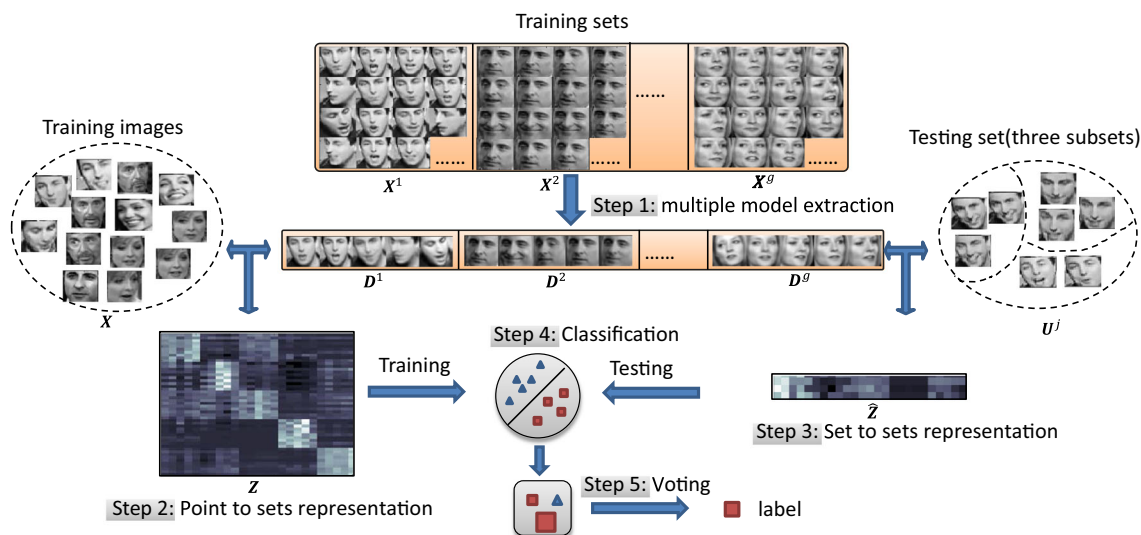 Training sets
......
......
......
......
X¹
X²
Xᵍ
Training images
Testing set(three subsets)
Step 1: multiple model extraction
......
D¹
D²
Dᵍ
X
Uʲ
Step 4: Classification
Training
Testing
Ẑ
Step 3: Set to sets representation
Z
Step 2: Point to sets representation
Step 5: Voting
label